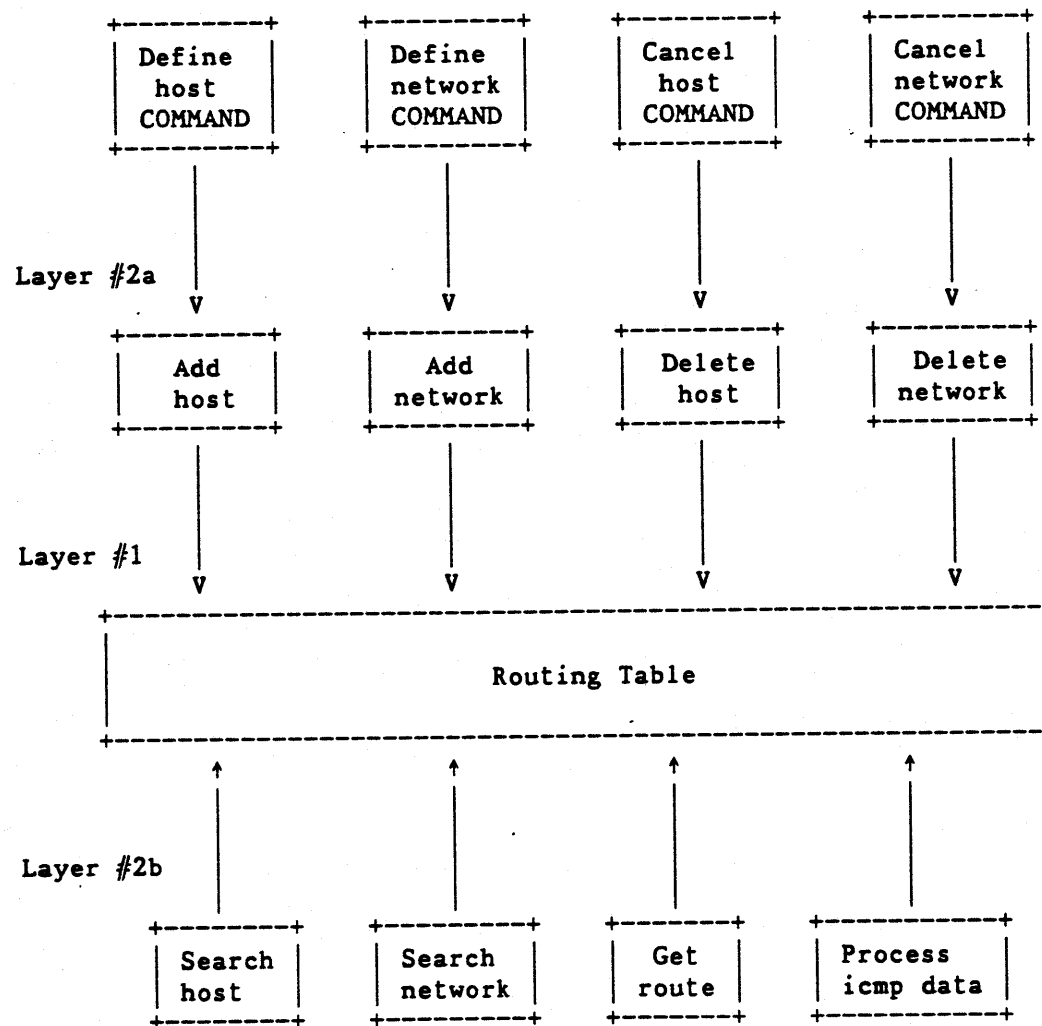 Define
host
COMMAND
Define
network
COMMAND
Cancel
host
COMMAND
Cancel
network
COMMAND
Layer #2a
V
V
V
V
Add
host
Add
network
Delete
host
Delete
network
Layer #1
V
V
V
V
Routing Table
Layer #2b
Search
host
Search
network
Get
route
Process
icmp data